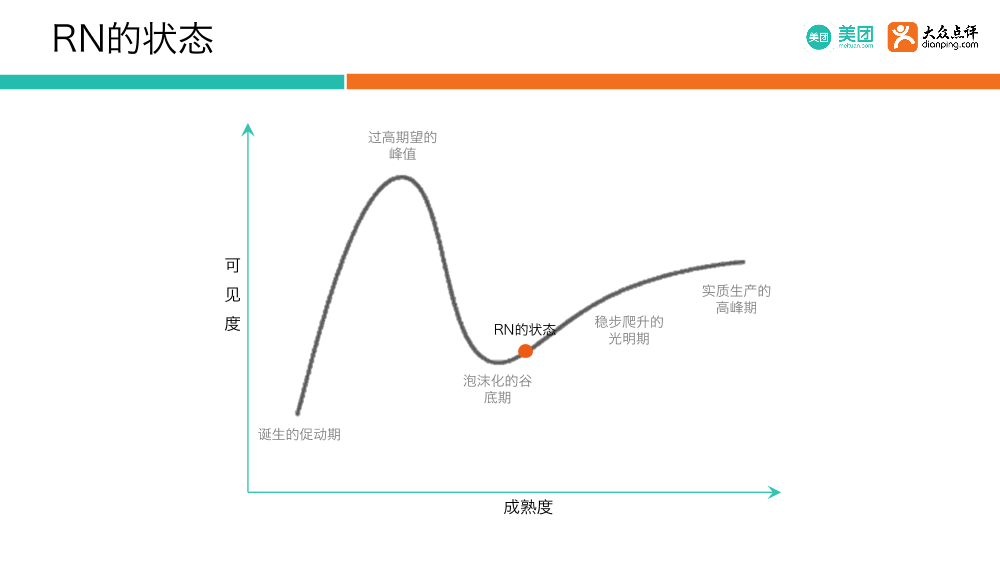 RN的状态
美团
美团
meituan.com
大众点评
dianping.com
过高期望的
峰值
可
见
度
实质生产的
高峰期
稳步爬升的
光明期
RN的状态
泡沫化的谷
底期
诞生的促动期
成熟度